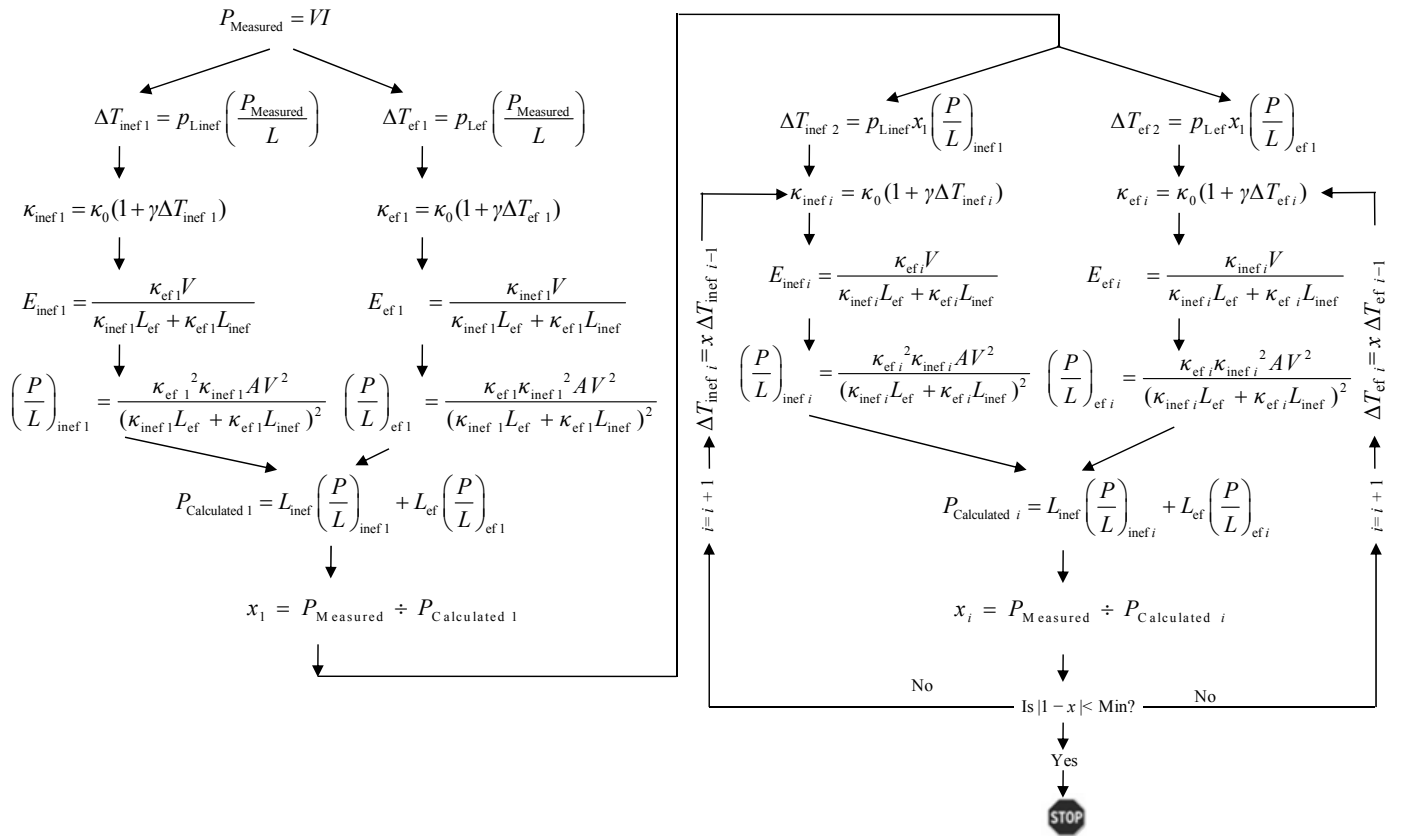 P_Measured = VI
ΔT_inef 1 = p_Linef (P_Measured / L)
ΔT_ef 1 = p_Lef (P_Measured / L)
κ_inef 1 = κ_0(1 + γΔT_inef 1)
κ_ef 1 = κ_0(1 + γΔT_ef 1)
E_inef 1 = κ_ef 1 V / (κ_inef 1 L_ef + κ_ef 1 L_inef)
E_ef 1 = κ_inef 1 V / (κ_inef 1 L_ef + κ_ef 1 L_inef)
(P/L)_inef 1 = κ_ef 1² κ_inef 1 AV² / (κ_inef 1 L_ef + κ_ef 1 L_inef)²
(P/L)_ef 1 = κ_ef 1 κ_inef 1² AV² / (κ_inef 1 L_ef + κ_ef 1 L_inef)²
P_Calculated 1 = L_inef (P/L)_inef 1 + L_ef (P/L)_ef 1
x_1 = P_Measured ÷ P_Calculated 1
ΔT_inef 2 = p_Linef x_1 (P/L)_inef 1
ΔT_ef 2 = p_Lef x_1 (P/L)_ef 1
κ_inef i = κ_0(1 + γΔT_inef i)
κ_ef i = κ_0(1 + γΔT_ef i)
E_inef i = κ_ef i V / (κ_inef i L_ef + κ_ef i L_inef)
E_ef i = κ_inef i V / (κ_inef i L_ef + κ_ef i L_inef)
(P/L)_inef i = κ_ef i² κ_inef i AV² / (κ_inef i L_ef + κ_ef i L_inef)²
(P/L)_ef i = κ_ef i κ_inef i² AV² / (κ_inef i L_ef + κ_ef i L_inef)²
P_Calculated i = L_inef (P/L)_inef i + L_ef (P/L)_ef i
x_i = P_Measured ÷ P_Calculated i
Is |1 − x| < Min?
No
No
i = i + 1
ΔT_inef i = x ΔT_inef i−1
i = i + 1
ΔT_ef i = x ΔT_ef i−1
Yes
STOP